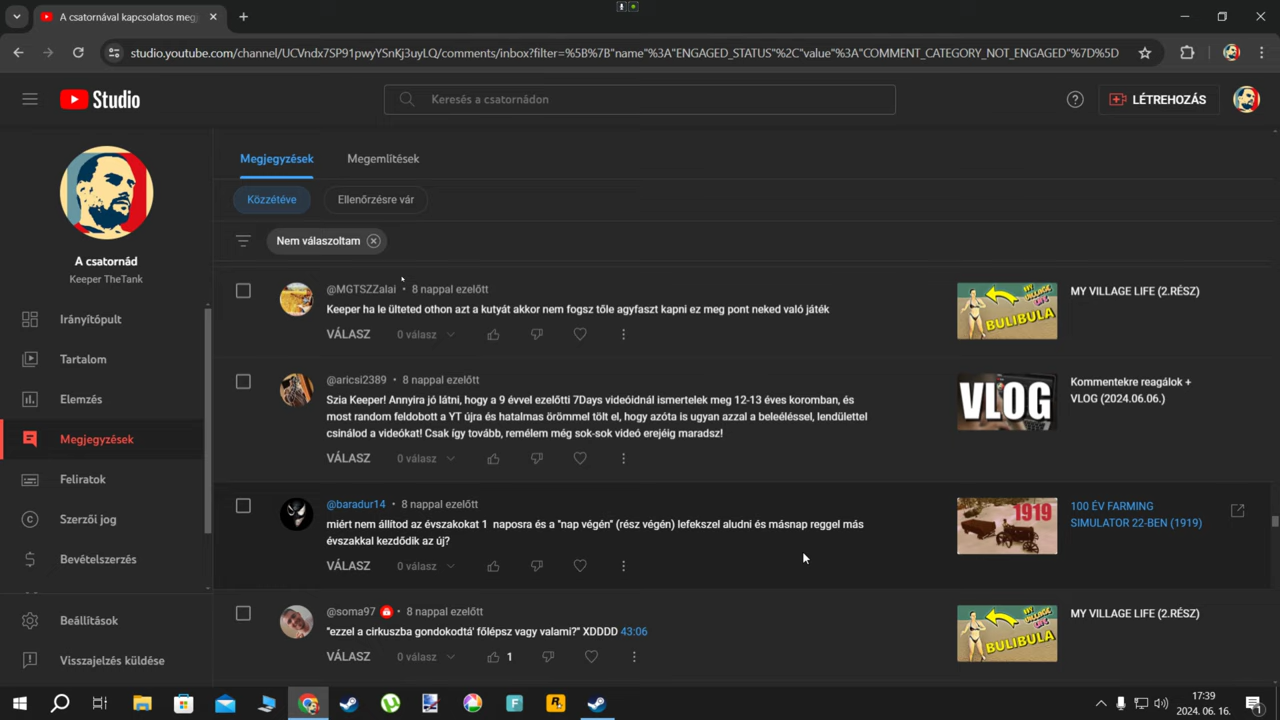 A csatornával kapcsolatos meg
studio.youtube.com/channel/UCVndx7SP91pwyYSnKj3uyLQ/comments/inbox?filter=%5B%7B"name"%3A"ENGAGED_STATUS"%2C"value"%3A"COMMENT_CATEGORY_NOT_ENGAGED"%7D%5D
Studio
Keresés a csatornádon
LÉTREHOZÁS
A csatornád
Keeper TheTank
Irányítópult
Tartalom
Elemzés
Megjegyzések
Feliratok
Szerzői jog
Bevételszerzés
Beállítások
Visszajelzés küldése
Megjegyzések
Megemlítések
Közzétéve
Ellenőrzésre vár
Nem válaszoltam
@MGTSZZalai • 8 nappal ezelőtt
Keeper ha le ülteted othon azt a kutyát akkor nem fogsz tőle agyfaszt kapni ez meg pont neked való játék
VÁLASZ 0 válasz
MY VILLAGE LIFE
BULIBULA
MY VILLAGE LIFE (2.RÉSZ)
@aricsi2389 • 8 nappal ezelőtt
Szia Keeper! Annyira jó látni, hogy a 9 évvel ezelőtti 7Days videóidnál ismertelek meg 12-13 éves koromban, és
most random feldobott a YT újra és hatalmas örömmel tölt el, hogy azóta is ugyan azzal a beleéléssel, lendülettel
csinálod a videókat! Csak így tovább, remélem még sok-sok videó erejéig maradsz!
VÁLASZ 0 válasz
VLOG
Kommentekre reagálok +
VLOG (2024.06.06.)
@baradur14 • 8 nappal ezelőtt
miért nem állítod az évszakokat 1 naposra és a "nap végén" (rész végén) lefekszel aludni és másnap reggel más
évszakkal kezdődik az új?
VÁLASZ 0 válasz
1919
100 ÉV FARMING
SIMULATOR 22-BEN (1919)
@soma97 • 8 nappal ezelőtt
"ezzel a cirkuszba gondokodtá' főlépsz vagy valami?" XDDDD 43:06
VÁLASZ 0 válasz 1
MY VILLAGE LIFE
BULIBULA
MY VILLAGE LIFE (2.RÉSZ)
17:39
2024. 06. 16.
1